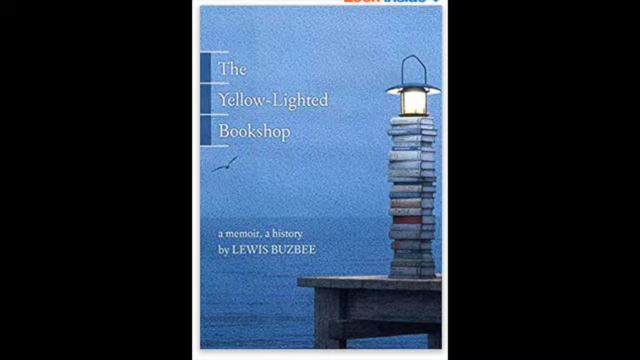 The
Yellow-Lighted
Bookshop
a memoir, a history
by LEWIS BUZBEE